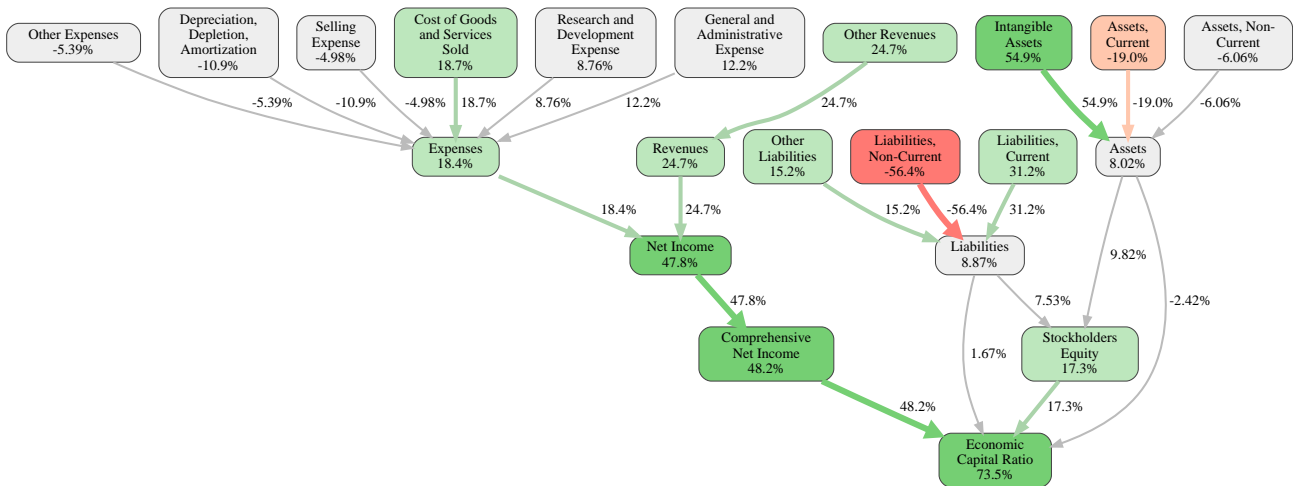 Other Expenses
-5.39%
Depreciation,
Depletion,
Amortization
-10.9%
Selling
Expense
-4.98%
Cost of Goods
and Services
Sold
18.7%
Research and
Development
Expense
8.76%
General and
Administrative
Expense
12.2%
Other Revenues
24.7%
Intangible
Assets
54.9%
Assets,
Current
-19.0%
Assets, Non-
Current
-6.06%
-5.39%
-10.9%
-4.98%
18.7%
8.76%
12.2%
24.7%
54.9%
-19.0%
-6.06%
Expenses
18.4%
Revenues
24.7%
Other
Liabilities
15.2%
Liabilities,
Non-Current
-56.4%
Liabilities,
Current
31.2%
Assets
8.02%
18.4%
24.7%
15.2%
-56.4%
31.2%
Net Income
47.8%
Liabilities
8.87%
9.82%
47.8%
7.53%
-2.42%
Comprehensive
Net Income
48.2%
1.67%
Stockholders
Equity
17.3%
48.2%
17.3%
Economic
Capital Ratio
73.5%